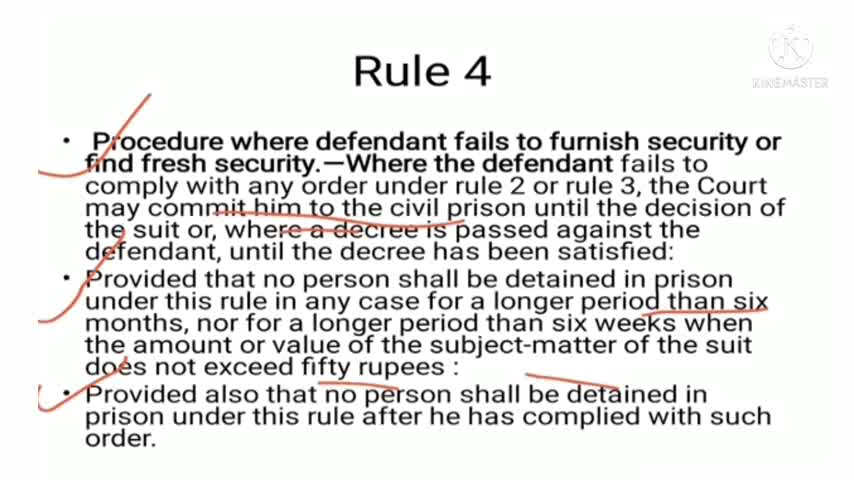 Rule 4
KINEMASTER
• Procedure where defendant fails to furnish security or
find fresh security.—Where the defendant fails to
comply with any order under rule 2 or rule 3, the Court
may commit him to the civil prison until the decision of
the suit or, where a decree is passed against the
defendant, until the decree has been satisfied:
• Provided that no person shall be detained in prison
under this rule in any case for a longer period than six
months, nor for a longer period than six weeks when
the amount or value of the subject-matter of the suit
does not exceed fifty rupees :
• Provided also that no person shall be detained in
prison under this rule after he has complied with such
order.